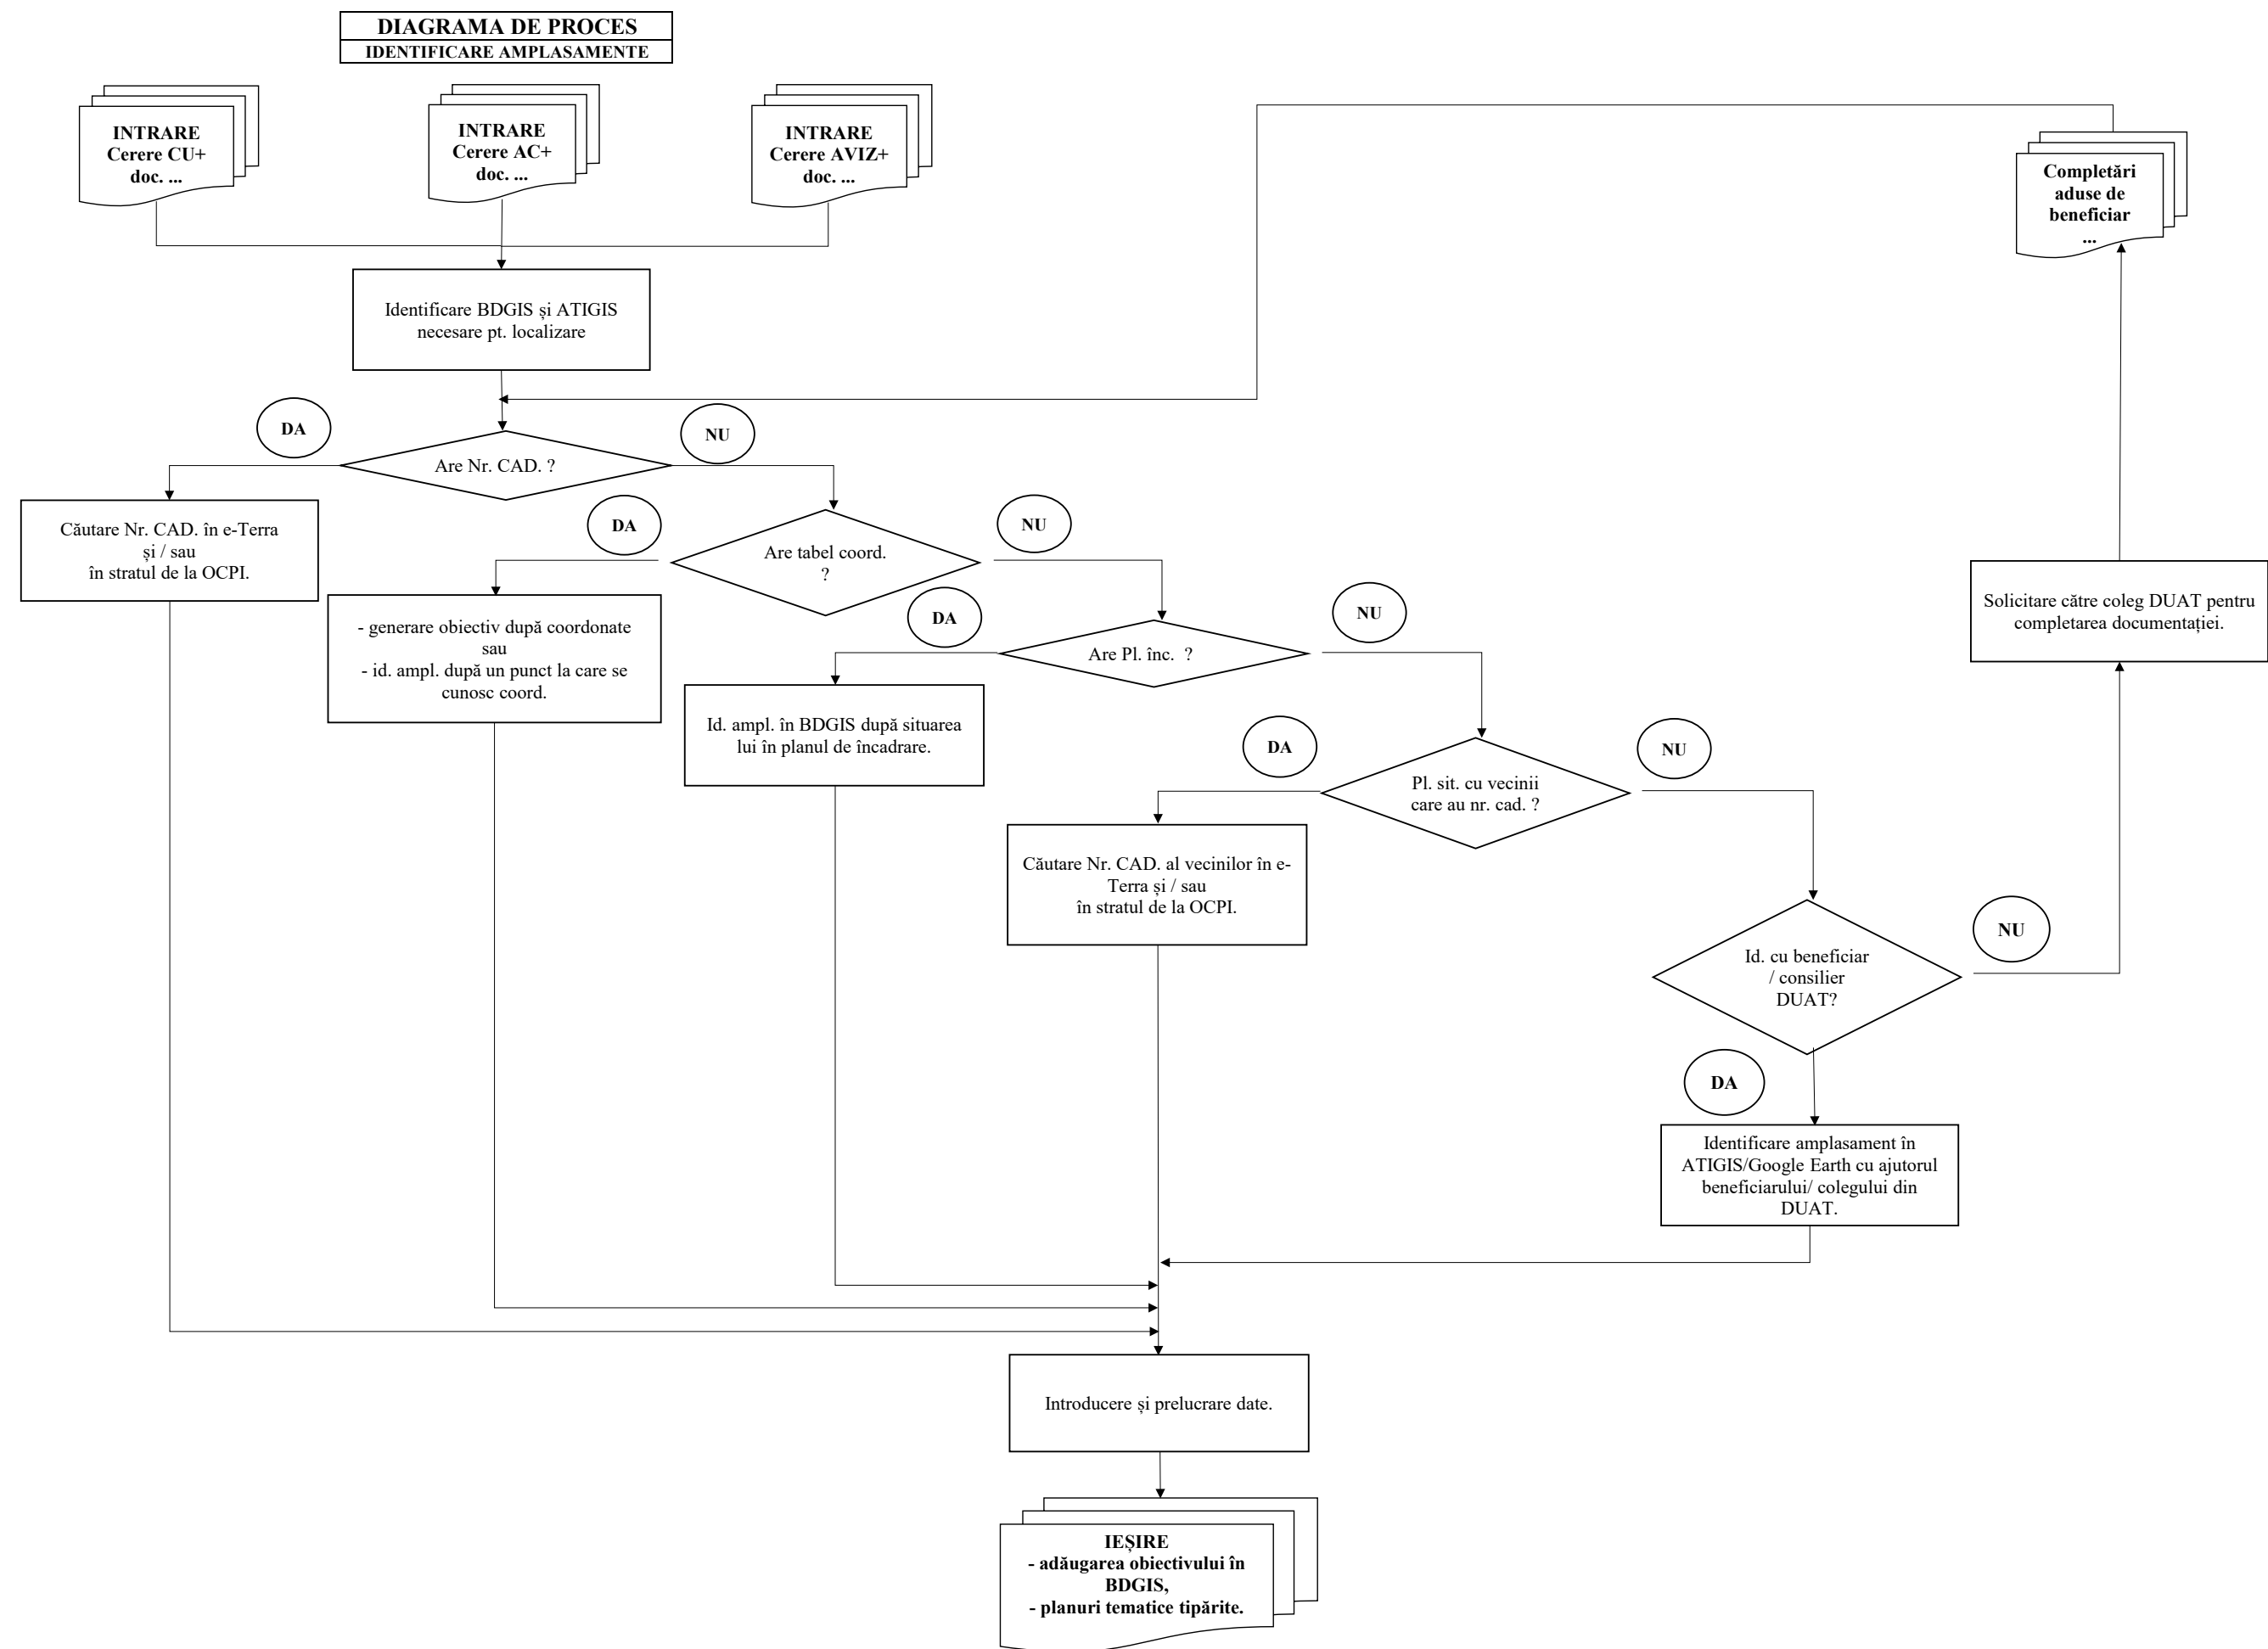 DIAGRAMA DE PROCES
IDENTIFICARE AMPLASAMENTE
INTRARE
Cerere CU+
doc. ...
INTRARE
Cerere AC+
doc. ...
INTRARE
Cerere AVIZ+
doc. ...
Completări
aduse de
beneficiar
...
Identificare BDGIS și ATIGIS
necesare pt. localizare
DA
NU
Are Nr. CAD. ?
Căutare Nr. CAD. în e-Terra
și / sau
în stratul de la OCPI.
DA
NU
Are tabel coord.
?
- generare obiectiv după coordonate
sau
- id. ampl. după un punct la care se
cunosc coord.
DA
NU
Are Pl. înc.  ?
Solicitare către coleg DUAT pentru
completarea documentației.
Id. ampl. în BDGIS după situarea
lui în planul de încadrare.
DA
NU
Pl. sit. cu vecinii
care au nr. cad. ?
Căutare Nr. CAD. al vecinilor în e-
Terra și / sau
în stratul de la OCPI.
NU
Id. cu beneficiar
/ consilier
DUAT?
DA
Identificare amplasament în
ATIGIS/Google Earth cu ajutorul
beneficiarului/ colegului din
DUAT.
Introducere și prelucrare date.
IEȘIRE
- adăugarea obiectivului în
BDGIS,
- planuri tematice tipărite.